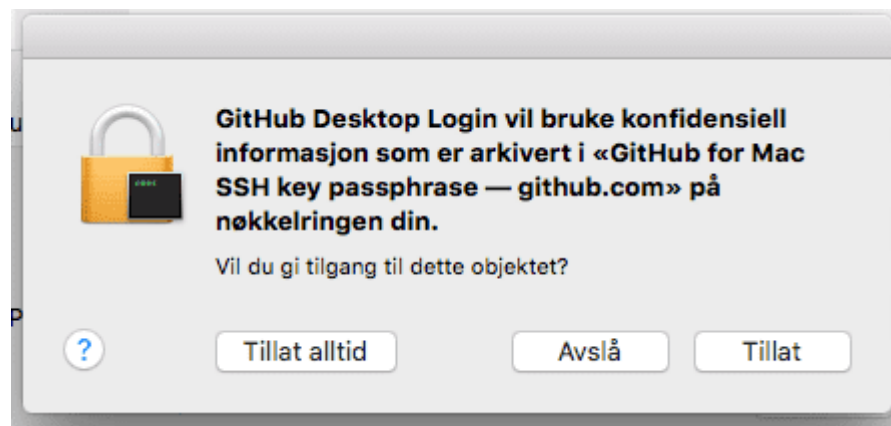 GitHub Desktop Login vil bruke konfidensiell
informasjon som er arkivert i «GitHub for Mac
SSH key passphrase — github.com» på
nøkkelringen din.
Vil du gi tilgang til dette objektet?
u
P
?
Tillat alltid
Avslå
Tillat